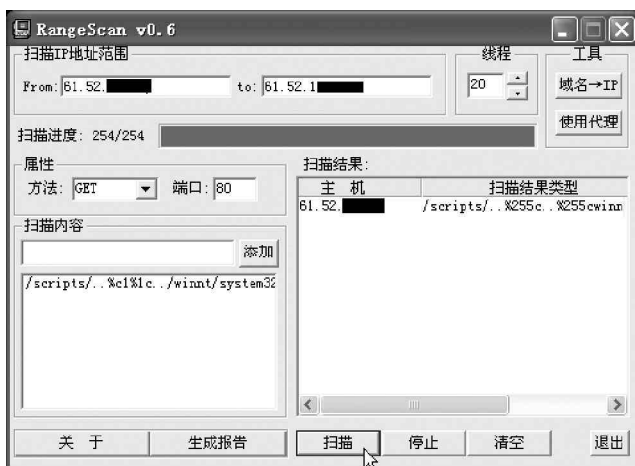 RangeScan v0.6
扫描IP地址范围
From: 61.52.
to: 61.52.1
线程
20
工具
域名→IP
使用代理
扫描进度: 254/254
属性
方法: GET
端口: 80
扫描内容
添加
/scripts/..%c1%1c../winnt/system32
扫描结果:
主 机
扫描结果类型
61.52.
/scripts/..%255c..%255cwinn
关 于
生成报告
扫描
停止
清空
退出